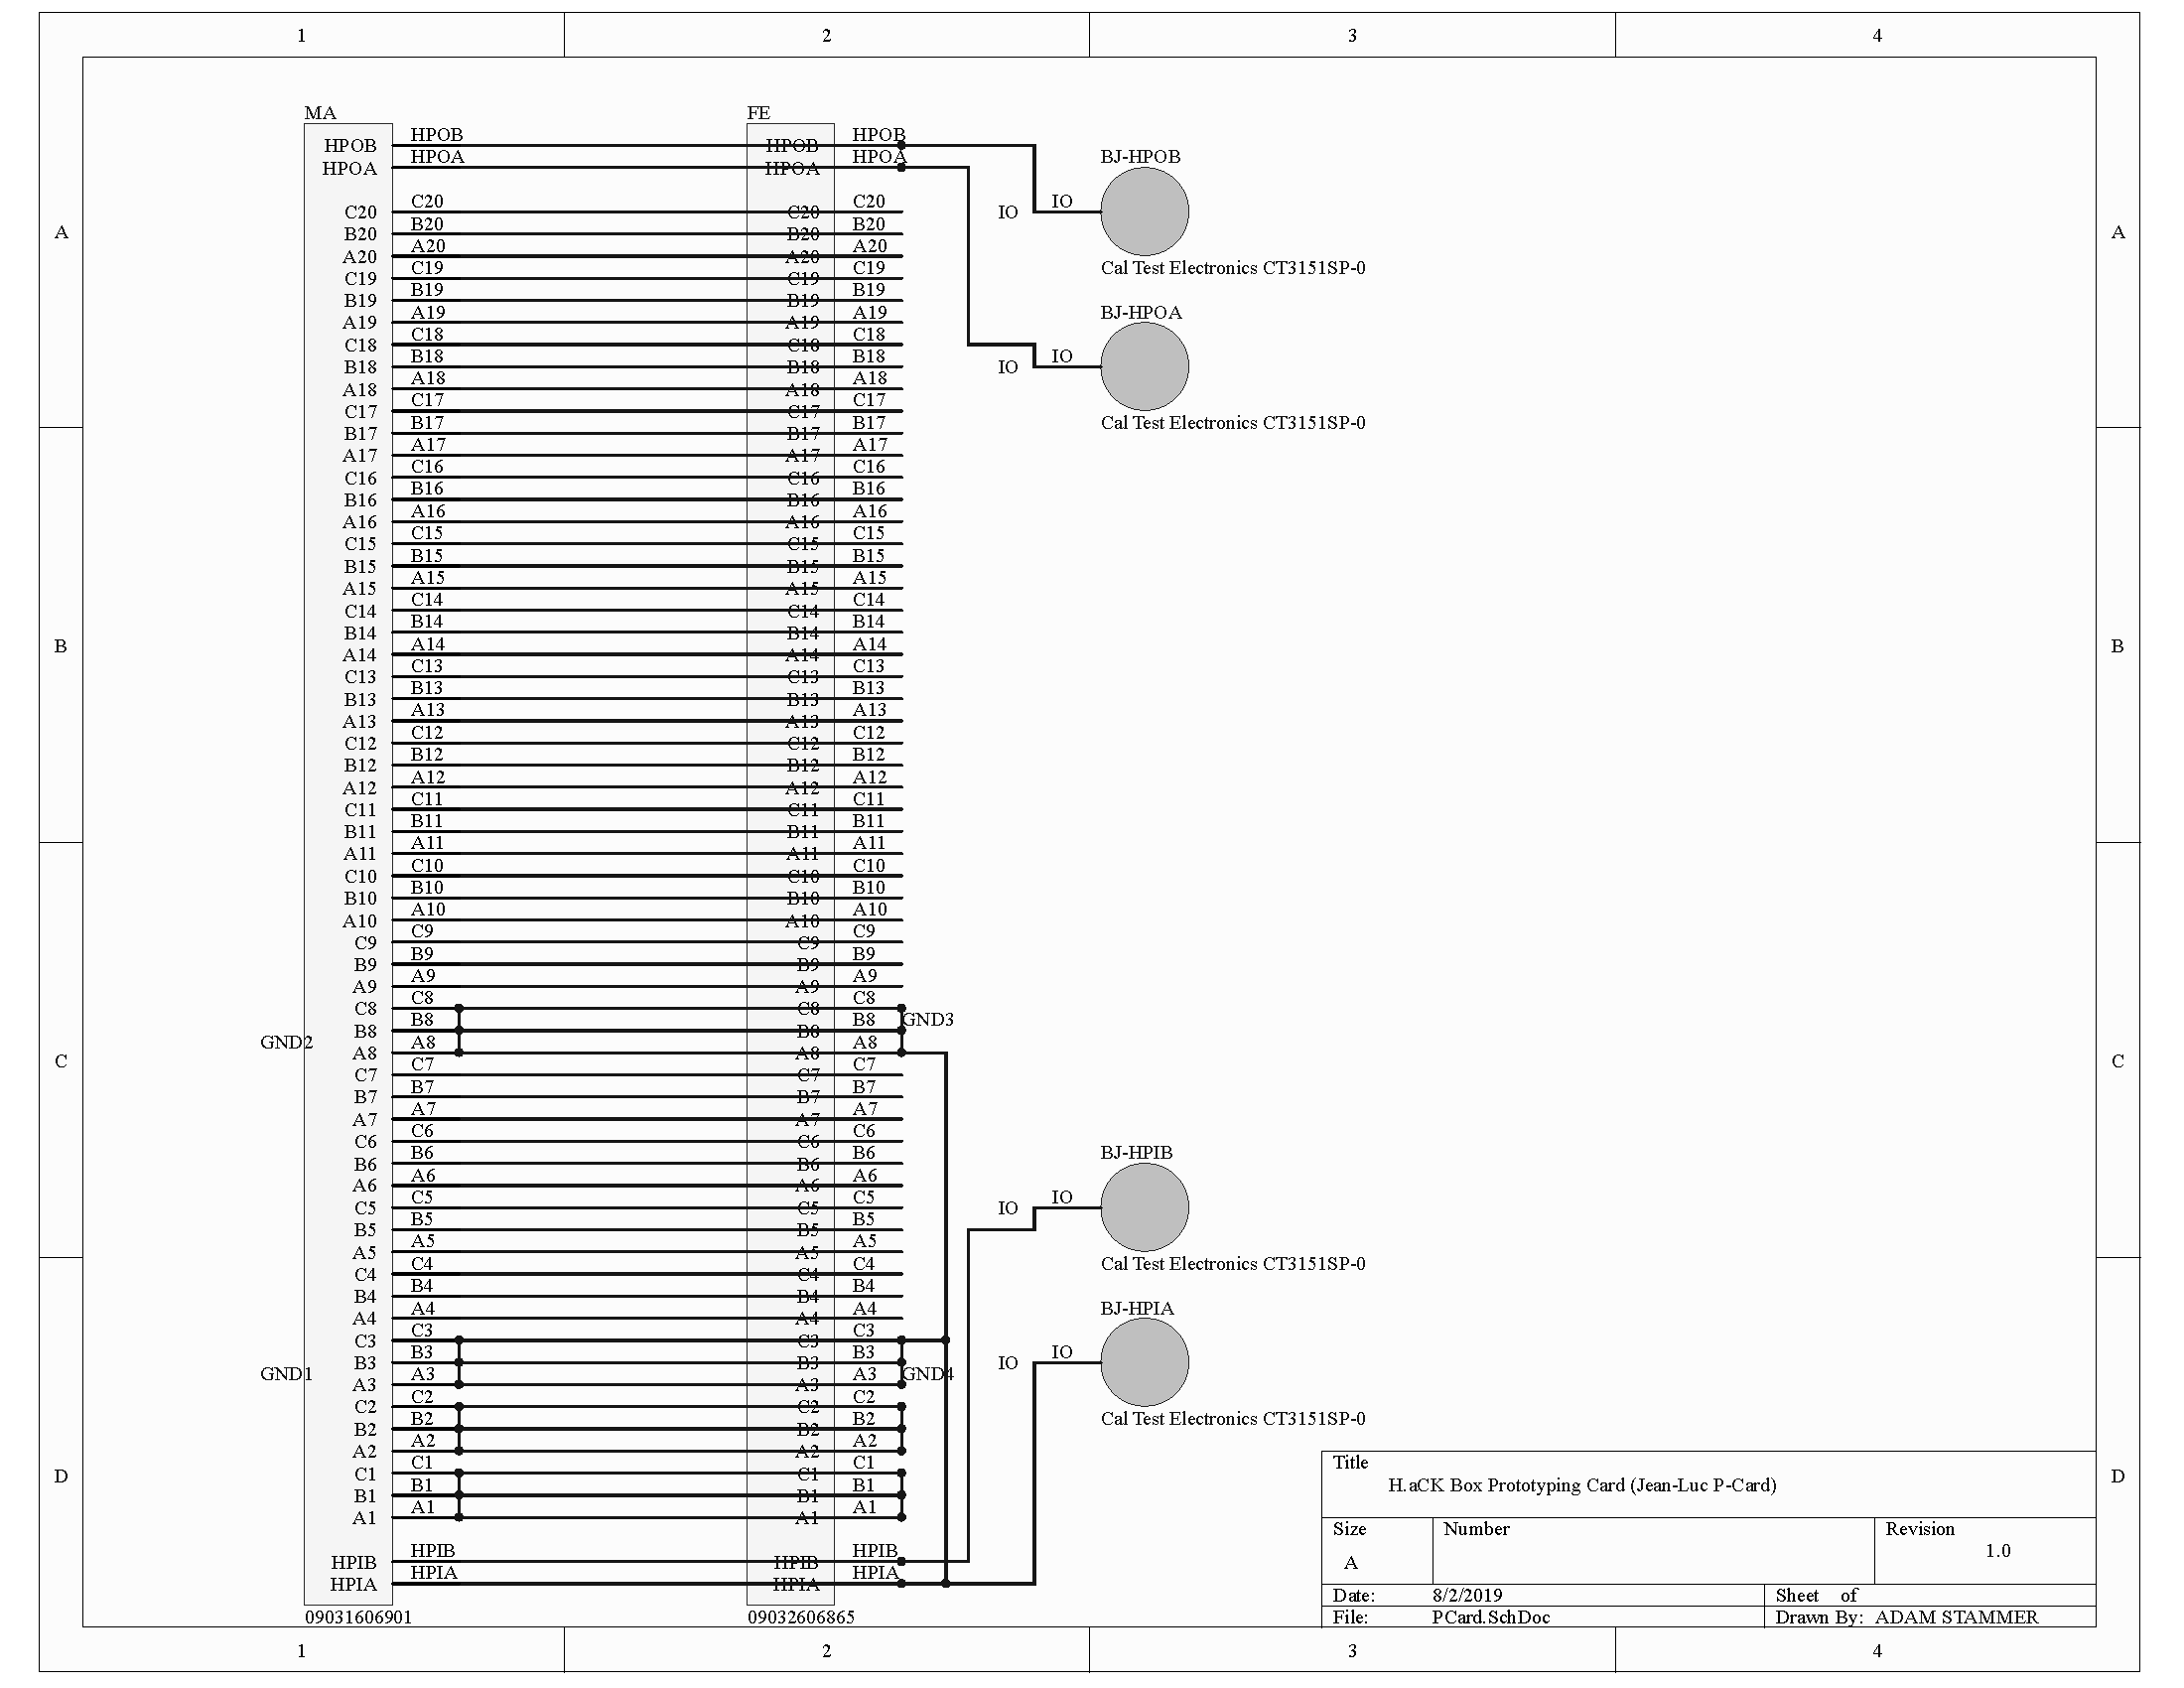 1 2 3 4
MA FE
HPOB HPOB HPOB HPOB
HPOA HPOA HPOA HPOA
BJ-HPOB
C20 C20 C20 C20 IO IO
B20 B20 B20 B20
A A
A20 A20 A20 A20
C19 C19 C19 C19 Cal Test Electronics CT3151SP-0
B19 B19 B19 B19
A19 A19 A19 A19 BJ-HPOA
C18 C18 C18 C18
B18 B18 B18 B18 IO IO
A18 A18 A18 A18
C17 C17 C17 C17
B17 B17 B17 B17 Cal Test Electronics CT3151SP-0
A17 A17 A17 A17
C16 C16 C16 C16
B16 B16 B16 B16
A16 A16 A16 A16
C15 C15 C15 C15
B15 B15 B15 B15
A15 A15 A15 A15
C14 C14 C14 C14
B14 B14 B14 B14
B B
A14 A14 A14 A14
C13 C13 C13 C13
B13 B13 B13 B13
A13 A13 A13 A13
C12 C12 C12 C12
B12 B12 B12 B12
A12 A12 A12 A12
C11 C11 C11 C11
B11 B11 B11 B11
A11 A11 A11 A11
C10 C10 C10 C10
B10 B10 B10 B10
A10 A10 A10 A10
C9 C9 C9 C9
B9 B9 B9 B9
A9 A9 A9 A9
C8 C8 C8 C8
B8 B8 B8 B8 GND3
GND2
A8 A8 A8 A8
C C
C7 C7 C7 C7
B7 B7 B7 B7
A7 A7 A7 A7
C6 C6 C6 C6
B6 B6 B6 B6 BJ-HPIB
A6 A6 A6 A6
C5 C5 C5 C5 IO IO
B5 B5 B5 B5
A5 A5 A5 A5
C4 C4 C4 C4 Cal Test Electronics CT3151SP-0
B4 B4 B4 B4
A4 A4 A4 A4 BJ-HPIA
C3 C3 C3 C3
B3 B3 B3 B3 IO IO
GND1 GND4
A3 A3 A3 A3
C2 C2 C2 C2
B2 B2 B2 B2 Cal Test Electronics CT3151SP-0
A2 A2 A2 A2
C1 C1 C1 C1
D D
B1 B1 B1 B1
A1 A1 A1 A1
HPIB HPIB HPIB HPIB
HPIA HPIA HPIA HPIA
09031606901 09032606865
Title
H.aCK Box Prototyping Card (Jean-Luc P-Card)
Size Number Revision
A 1.0
Date: 8/2/2019 Sheet of
File: PCard.SchDoc Drawn By: ADAM STAMMER
1 2 3 4